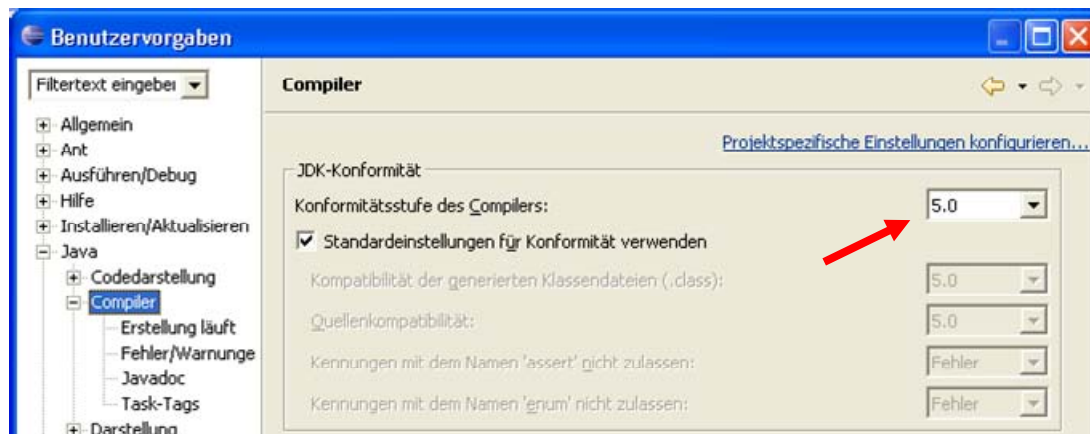 Benutzervorgaben
Filtertext eingebei
Compiler
Allgemein
Ant
Ausführen/Debug
Hilfe
Installieren/Aktualisieren
Java
Codedarstellung
Compiler
Erstellung läuft
Fehler/Warnunge
Javadoc
Task-Tags
Darstellung
Projektspezifische Einstellungen konfigurieren...
JDK-Konformität
Konformitätsstufe des Compilers: 5.0
Standardeinstellungen für Konformität verwenden
Kompatibilität der generierten Klassendateien (.class): 5.0
Quellenkompatibilität: 5.0
Kennungen mit dem Namen 'assert' nicht zulassen: Fehler
Kennungen mit dem Namen 'enum' nicht zulassen: Fehler